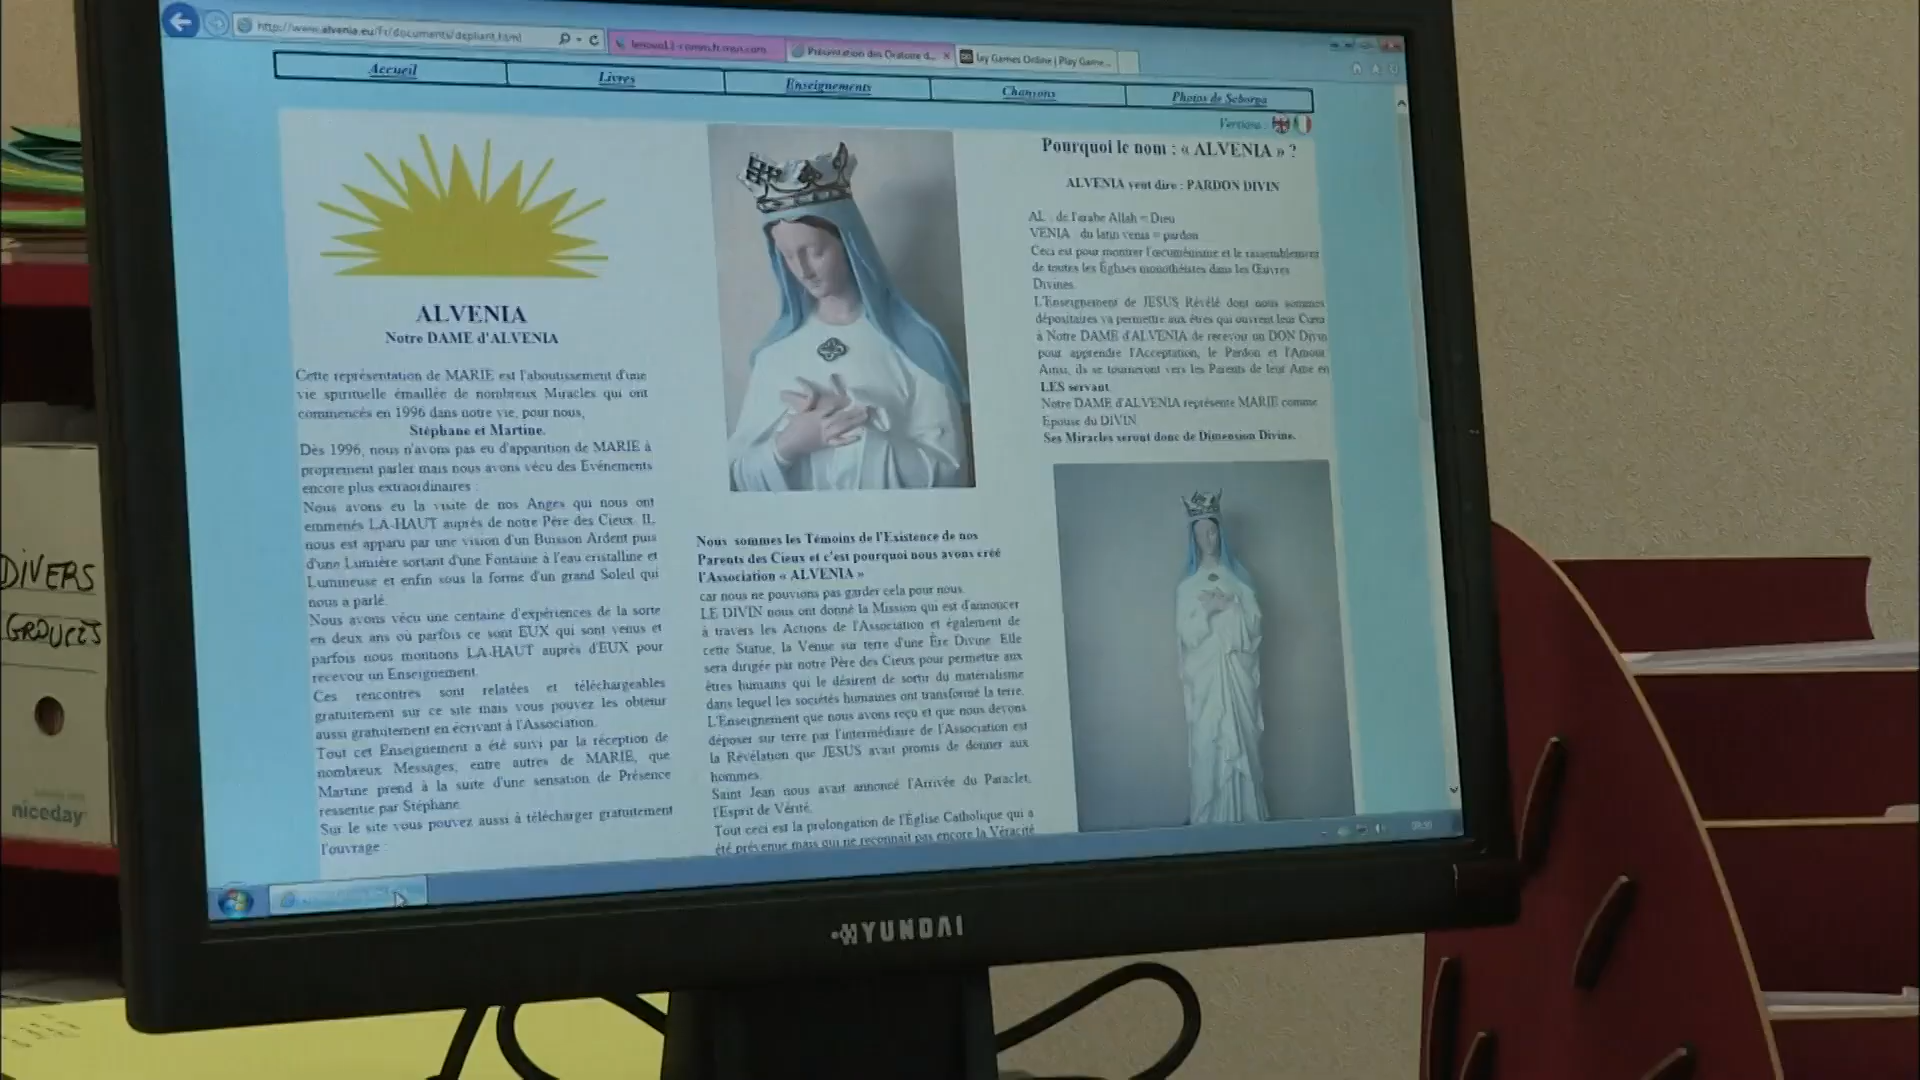 http://www.alvenia.eu/Fr/documents/depliant.html
lenovo13-comm.fr.msn.com
Présentation des Oratoire d...
lay Games Online | Play Game...
Accueil
Livres
Enseignements
Chansons
Photos de Seborga
Versions :
ALVENIA
Notre DAME d'ALVENIA
Cette représentation de MARIE est l'aboutissement d'une
vie spirituelle émaillée de nombreux Miracles qui ont
commencés en 1996 dans notre vie, pour nous,
Stéphane et Martine.
Dès 1996, nous n'avons pas eu d'apparition de MARIE à
proprement parler mais nous avons vécu des Evénements
encore plus extraordinaires :
Nous avons eu la visite de nos Anges qui nous ont
emmenés LA-HAUT auprès de notre Père des Cieux. IL
nous est apparu par une vision d'un Buisson Ardent puis
d'une Lumière sortant d'une Fontaine à l'eau cristalline et
Lumineuse et enfin sous la forme d'un grand Soleil qui
nous a parlé.
Nous avons vécu une centaine d'expériences de la sorte
en deux ans où parfois ce sont EUX qui sont venus et
parfois nous montions LA-HAUT auprès d'EUX pour
recevoir un Enseignement.
Ces rencontres sont relatées et téléchargeables
gratuitement sur ce site mais vous pouvez les obtenir
aussi gratuitement en écrivant à l'Association.
Tout cet Enseignement a été suivi par la réception de
nombreux Messages, entre autres de MARIE, que
Martine prend à la suite d'une sensation de Présence
ressentie par Stéphane.
Sur le site vous pouvez aussi à télécharger gratuitement
l'ouvrage :
Nous sommes les Témoins de l'Existence de nos
Parents des Cieux et c'est pourquoi nous avons créé
l'Association « ALVENIA »
car nous ne pouvions pas garder cela pour nous.
LE DIVIN nous ont donné la Mission qui est d'annoncer
à travers les Actions de l'Association et également de
cette Statue, la Venue sur terre d'une Ère Divine. Elle
sera dirigée par notre Père des Cieux pour permettre aux
êtres humains qui le désirent de sortir du matérialisme
dans lequel les sociétés humaines ont transformé la terre.
L'Enseignement que nous avons reçu et que nous devons
déposer sur terre par l'intermédiaire de l'Association est
la Révélation que JESUS avait promis de donner aux
hommes.
Saint Jean nous avait annoncé l'Arrivée du Paraclet,
l'Esprit de Vérité.
Tout ceci est la prolongation de l'Église Catholique qui a
été prévenue mais qui ne reconnaît pas encore la Véracité
Pourquoi le nom : « ALVENIA » ?
ALVENIA veut dire : PARDON DIVIN
AL : de l'arabe Allah = Dieu
VENIA : du latin venia = pardon
Ceci est pour montrer l'œcuménisme et le rassemblement
de toutes les Églises monothéistes dans les Œuvres
Divines.
L'Enseignement de JESUS Révélé dont nous sommes
dépositaires va permettre aux êtres qui ouvrent leur Cœur
à Notre DAME d'ALVENIA de recevoir un DON Divin
pour apprendre l'Acceptation, le Pardon et l'Amour.
Ainsi, ils se tourneront vers les Parents de leur Ame en
LES servant.
Notre DAME d'ALVENIA représente MARIE comme
Epouse du DIVIN.
Ses Miracles seront donc de Dimension Divine.
DIVERS
GROUPES
niceday
HYUNDAI